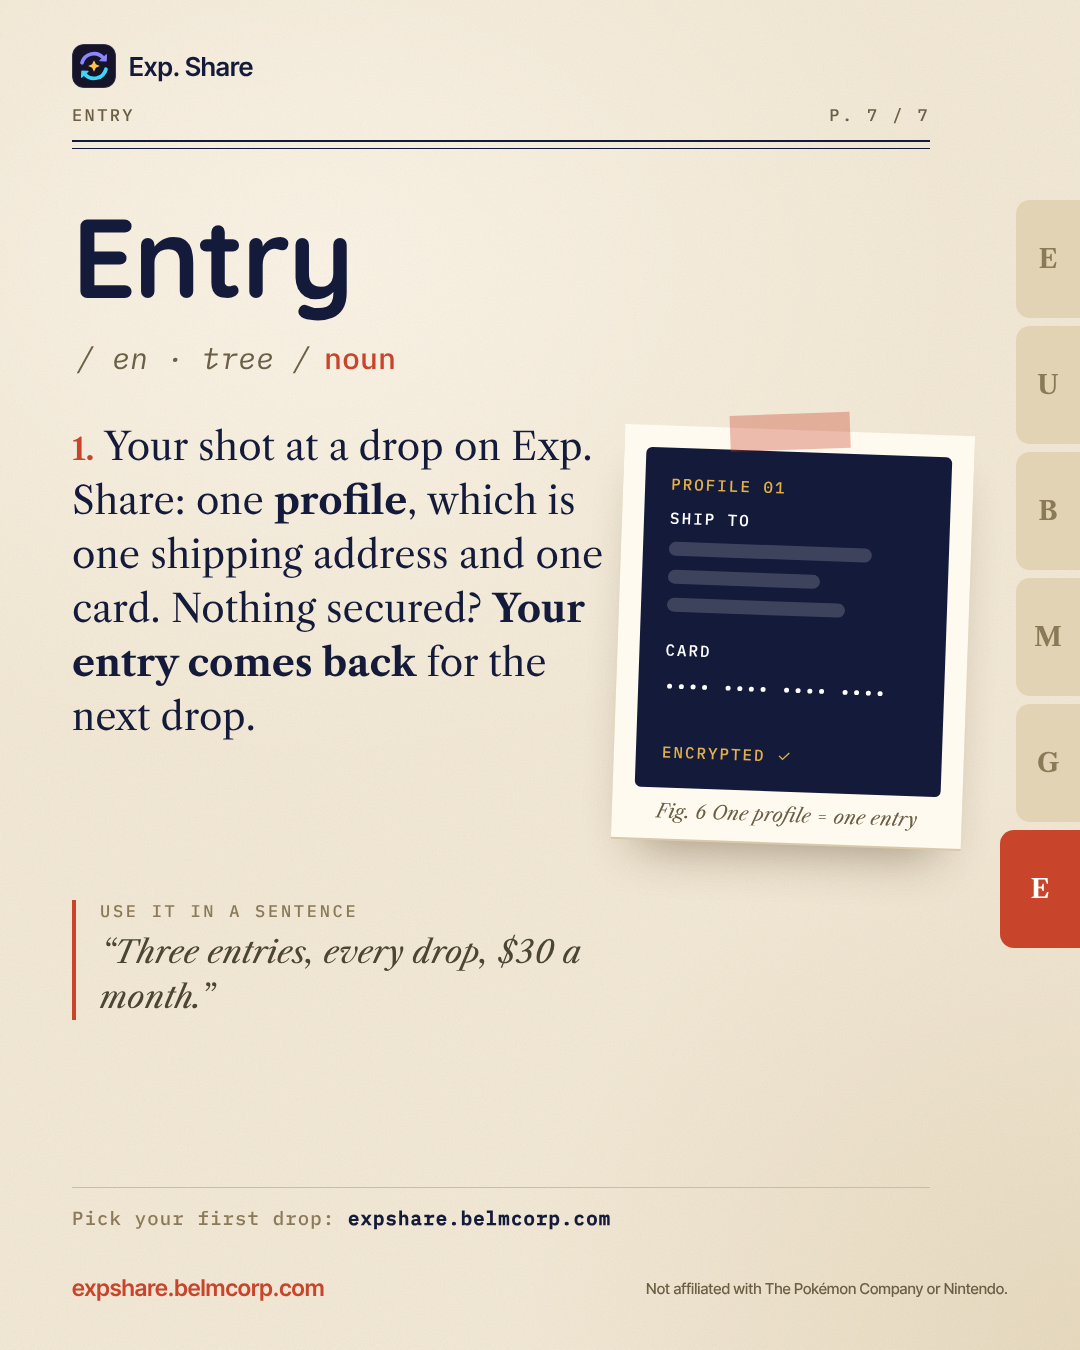 Exp. Share
ENTRY
P. 7 / 7
Entry
/ en · tree / noun
1. Your shot at a drop on Exp.
Share: one profile, which is
one shipping address and one
card. Nothing secured? Your
entry comes back for the
next drop.
PROFILE 01
SHIP TO
CARD
•••• •••• •••• ••••
ENCRYPTED ✓
Fig. 6 One profile = one entry
USE IT IN A SENTENCE
“Three entries, every drop, $30 a
month.”
E
U
B
M
G
E
Pick your first drop: expshare.belmcorp.com
expshare.belmcorp.com
Not affiliated with The Pokémon Company or Nintendo.